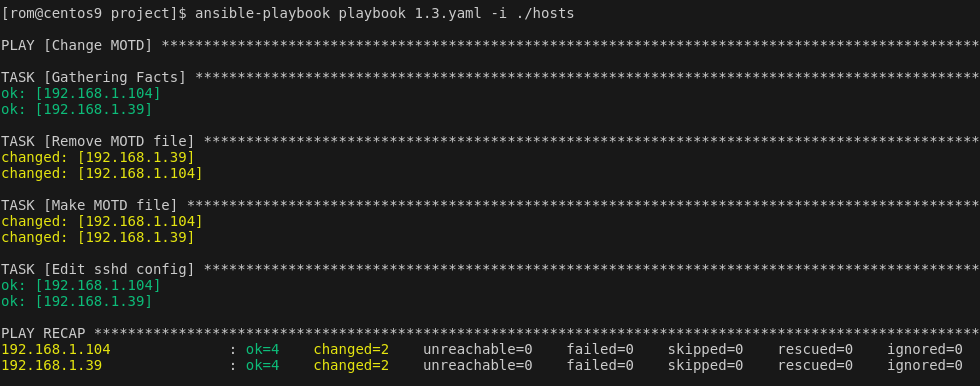 [rom@centos9 project]$ ansible-playbook playbook 1.3.yaml -i ./hosts
PLAY [Change MOTD] *************************************************************************************************
TASK [Gathering Facts] *********************************************************************************************
ok: [192.168.1.104]
ok: [192.168.1.39]
TASK [Remove MOTD file] ********************************************************************************************
changed: [192.168.1.39]
changed: [192.168.1.104]
TASK [Make MOTD file] **********************************************************************************************
changed: [192.168.1.104]
changed: [192.168.1.39]
TASK [Edit sshd config] ********************************************************************************************
ok: [192.168.1.104]
ok: [192.168.1.39]
PLAY RECAP *********************************************************************************************************
192.168.1.104              : ok=4    changed=2    unreachable=0    failed=0    skipped=0    rescued=0    ignored=0
192.168.1.39               : ok=4    changed=2    unreachable=0    failed=0    skipped=0    rescued=0    ignored=0